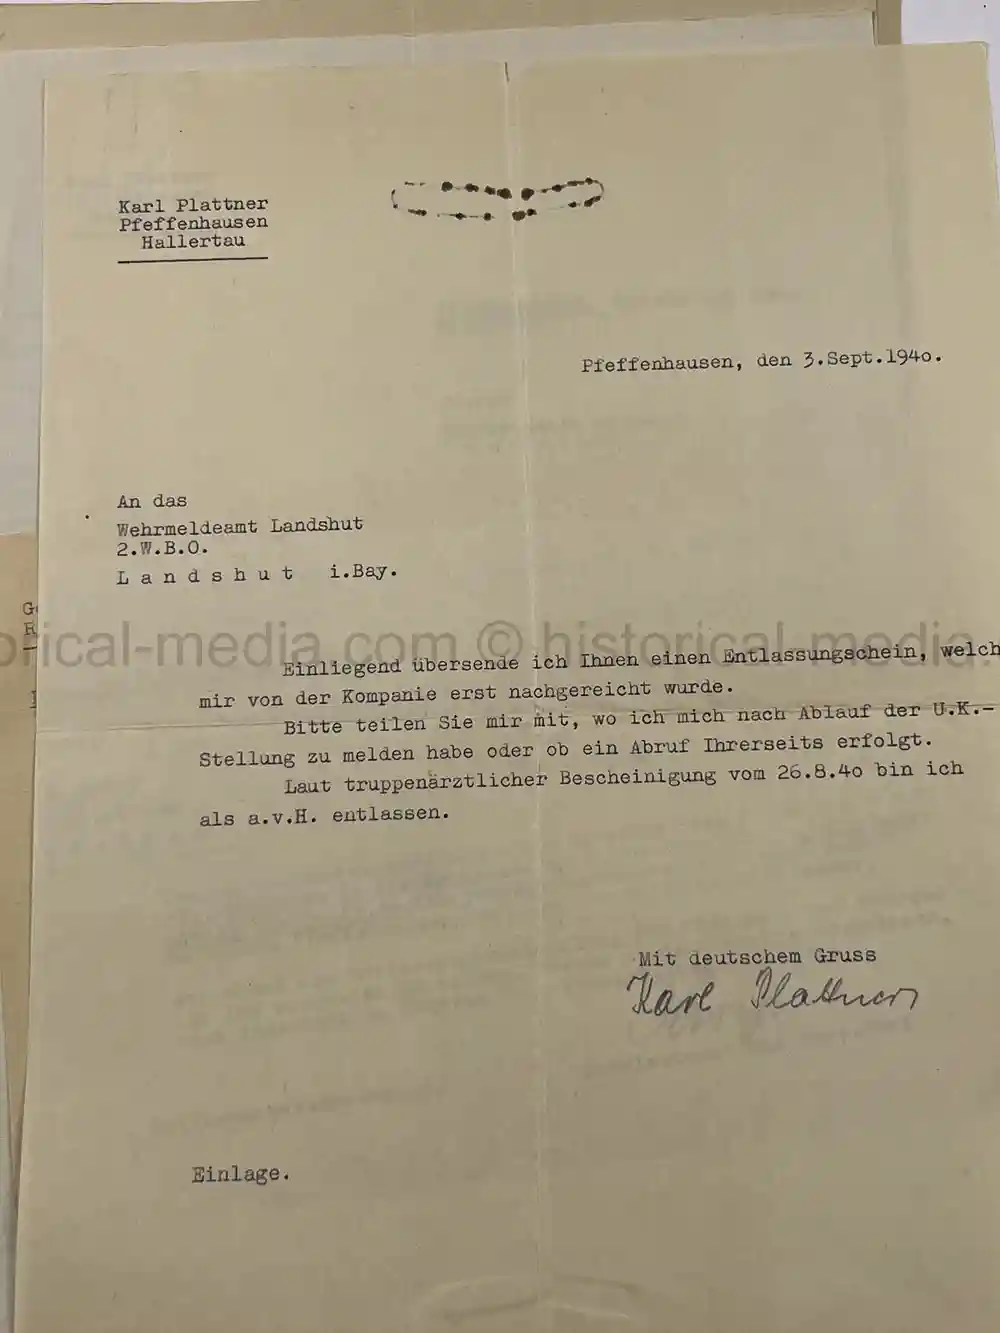 Karl Plattner
Pfeffenhausen
Hallertau
Pfeffenhausen, den 3.Sept.194o.
An das
Wehrmeldeamt Landshut
2.W.B.O.
L a n d s h u t  i.Bay.
historical-media.com © historical-media.
Einliegend übersende ich Ihnen einen Entlassungschein, welch
mir von der Kompanie erst nachgereicht wurde.
Bitte teilen Sie mir mit, wo ich mich nach Ablauf der U.K.-
Stellung zu melden habe oder ob ein Abruf Ihrerseits erfolgt.
Laut truppenärztlicher Bescheinigung vom 26.8.4o bin ich
als a.v.H. entlassen.
Mit deutschem Gruss
Karl Plattner
Einlage.